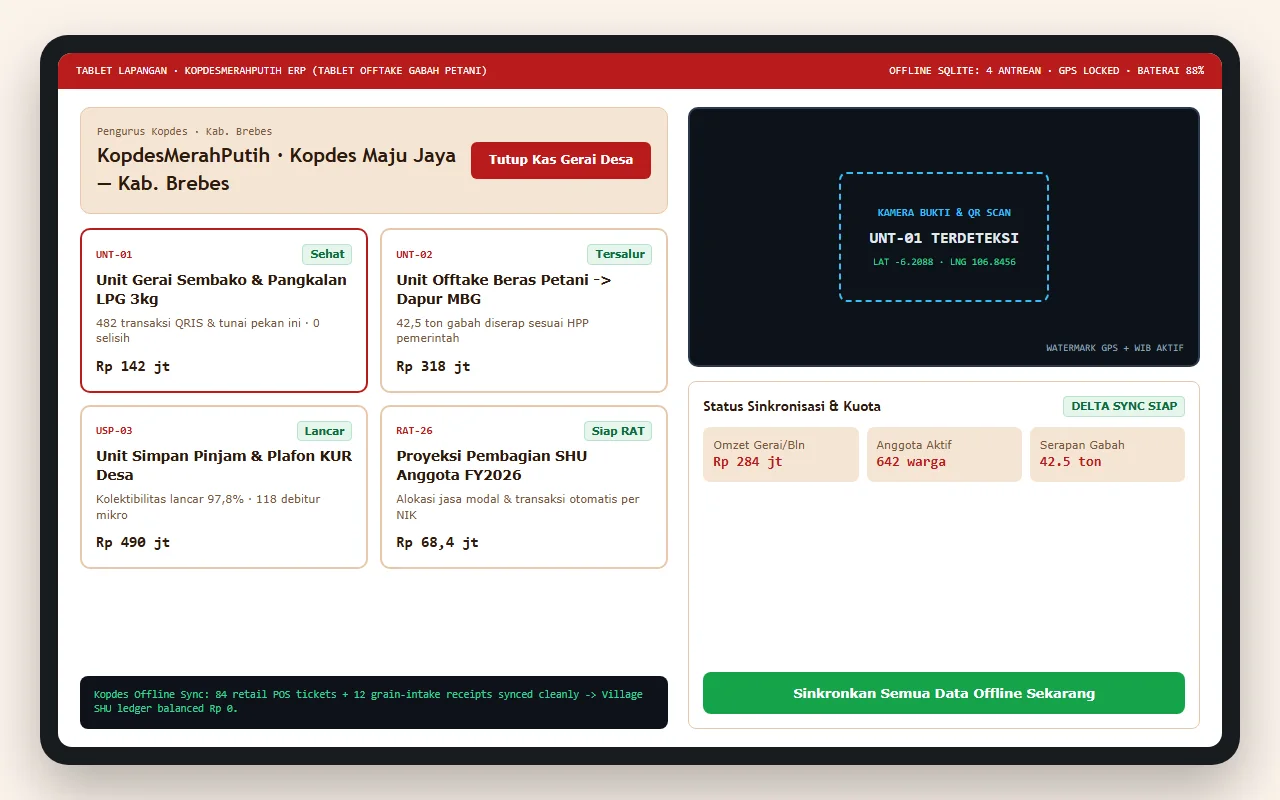 TABLET LAPANGAN · KOPDESMERAHPUTIH ERP (TABLET OFFTAKE GABAH PETANI)
OFFLINE SQLITE: 4 ANTREAN · GPS LOCKED · BATERAI 88%
Pengurus Kopdes · Kab. Brebes
KopdesMerahPutih · Kopdes Maju Jaya
— Kab. Brebes
Tutup Kas Gerai Desa
UNT-01
Sehat
Unit Gerai Sembako & Pangkalan
LPG 3kg
482 transaksi QRIS & tunai pekan ini · 0
selisih
Rp 142 jt
UNT-02
Tersalur
Unit Offtake Beras Petani ->
Dapur MBG
42,5 ton gabah diserap sesuai HPP
pemerintah
Rp 318 jt
USP-03
Lancar
Unit Simpan Pinjam & Plafon KUR
Desa
Kolektibilitas lancar 97,8% · 118 debitur
mikro
Rp 490 jt
RAT-26
Siap RAT
Proyeksi Pembagian SHU
Anggota FY2026
Alokasi jasa modal & transaksi otomatis per
NIK
Rp 68,4 jt
Kopdes Offline Sync: 84 retail POS tickets + 12 grain-intake receipts synced cleanly -> Village
SHU ledger balanced Rp 0.
KAMERA BUKTI & QR SCAN
UNT-01 TERDETEKSI
LAT -6.2088 · LNG 106.8456
WATERMARK GPS + WIB AKTIF
Status Sinkronisasi & Kuota
DELTA SYNC SIAP
Omzet Gerai/Bln
Rp 284 jt
Anggota Aktif
642 warga
Serapan Gabah
42.5 ton
Sinkronkan Semua Data Offline Sekarang